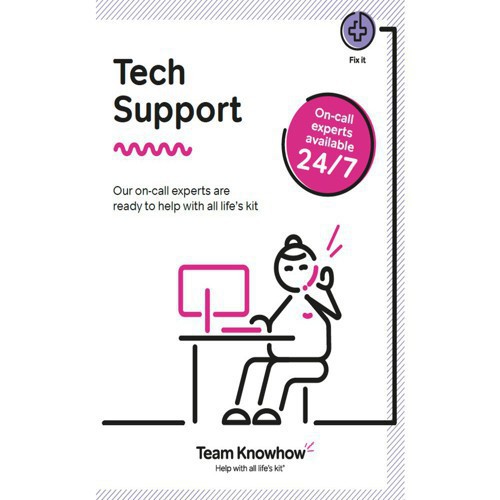 Fix it
Tech
Support
On-call
experts
available
24/7
Our on-call experts are
ready to help with all life's kit
Team Knowhow
Help with all life's kit*